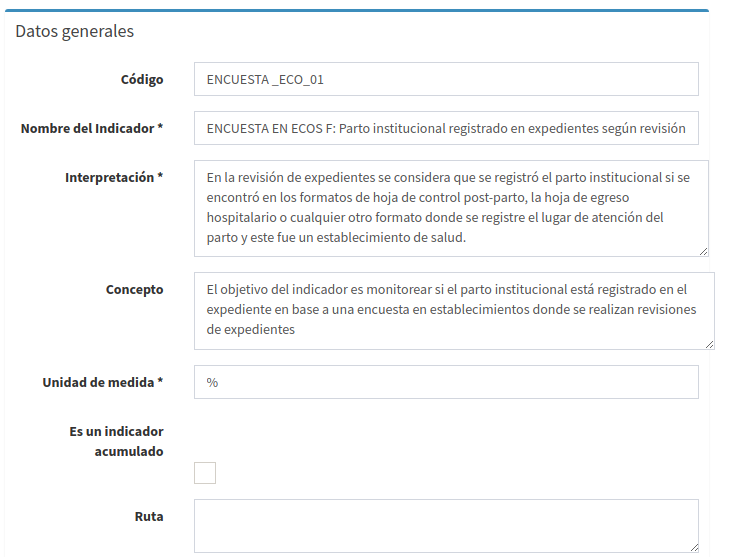 Datos generales
Código
ENCUESTA _ECO_01
Nombre del Indicador *
ENCUESTA EN ECOS F: Parto institucional registrado en expedientes según revisión
Interpretación *
En la revisión de expedientes se considera que se registró el parto institucional si se
encontró en los formatos de hoja de control post-parto, la hoja de egreso
hospitalario o cualquier otro formato donde se registre el lugar de atención del
parto y este fue un establecimiento de salud.
Concepto
El objetivo del indicador es monitorear si el parto institucional está registrado en el
expediente en base a una encuesta en establecimientos donde se realizan revisiones
de expedientes
Unidad de medida *
%
Es un indicador
acumulado
Ruta